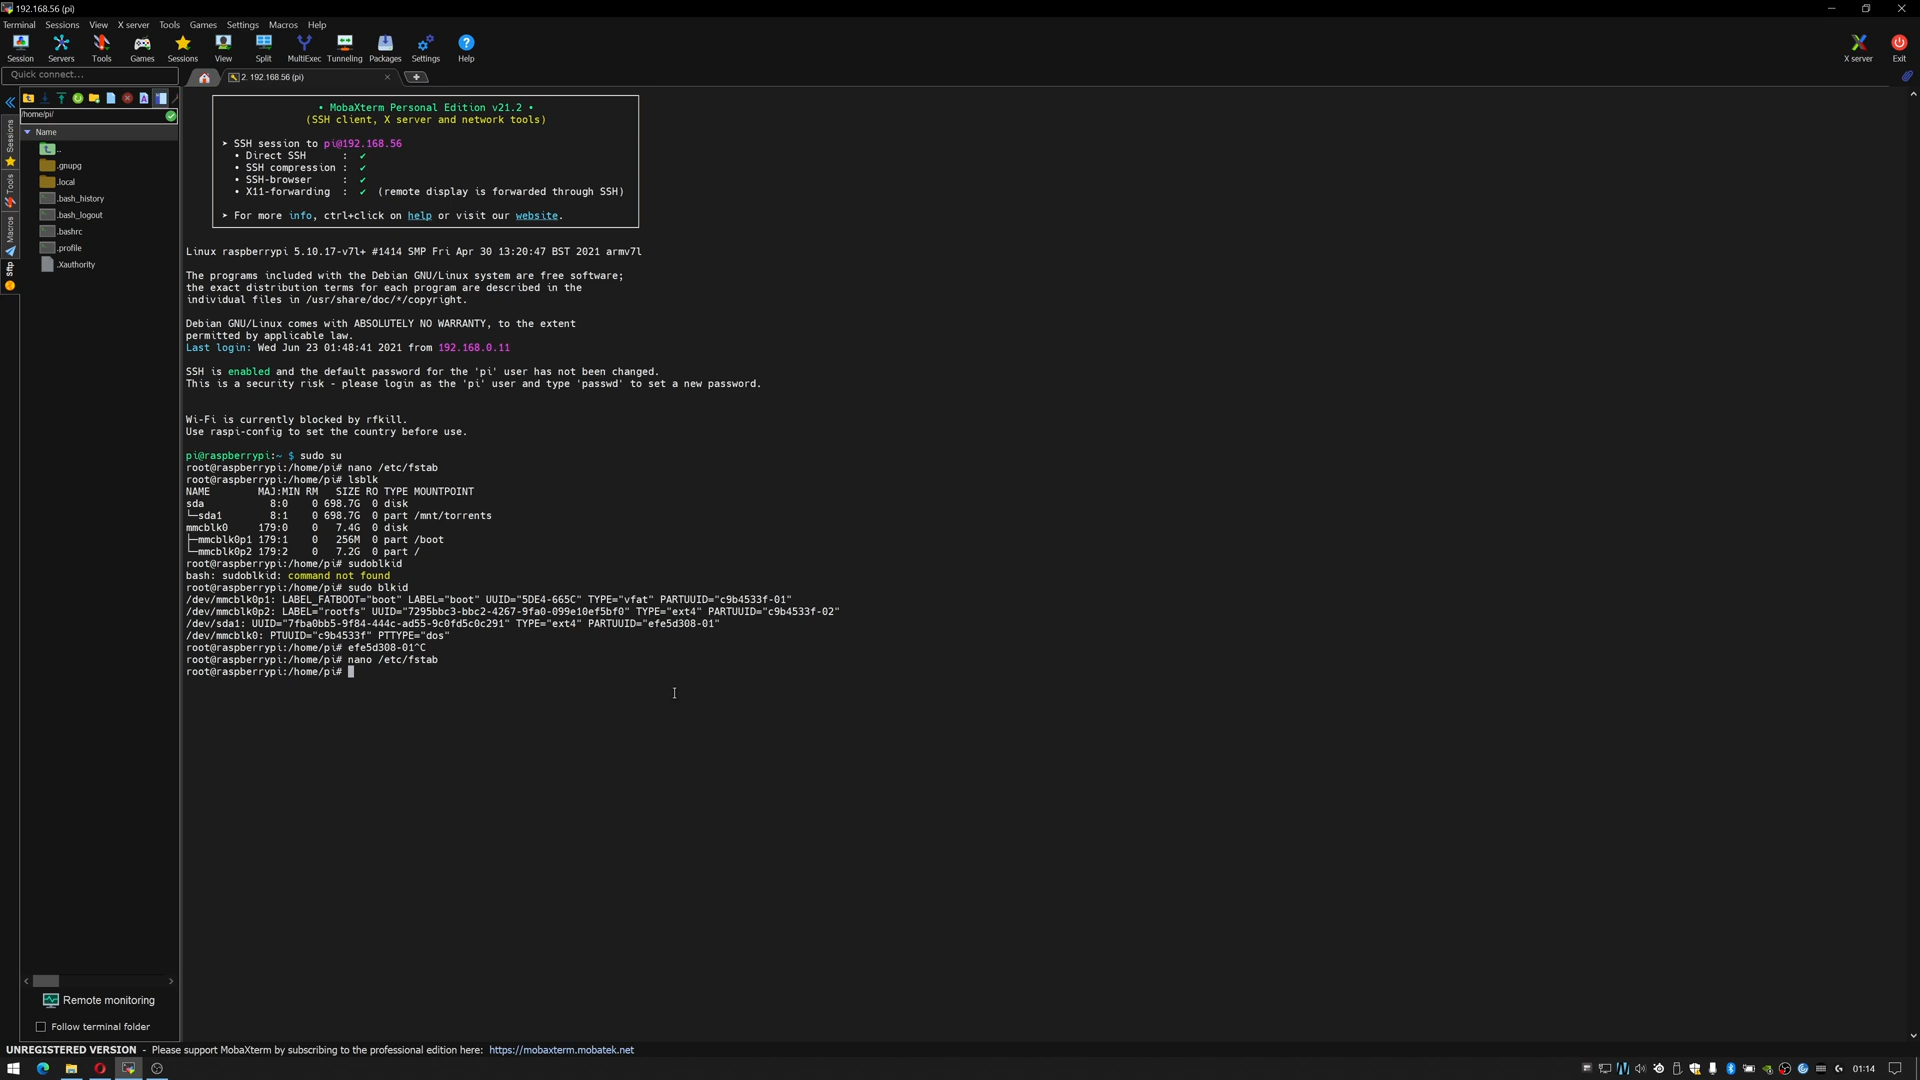 192.168.56 (pi)
Terminal Sessions View X server Tools Games Settings Macros Help
Session Servers Tools Games Sessions View Split MultiExec Tunneling Packages Settings Help X server Exit
Quick connect...
2. 192.168.56 (pi)
/home/pi/
Name
..
.gnupg
.local
.bash_history
.bash_logout
.bashrc
.profile
.Xauthority
Sessions
Tools
Macros
Sftp
• MobaXterm Personal Edition v21.2 •
(SSH client, X server and network tools)
➤ SSH session to pi@192.168.56
• Direct SSH : ✔
• SSH compression : ✔
• SSH-browser : ✔
• X11-forwarding : ✔ (remote display is forwarded through SSH)
➤ For more info, ctrl+click on help or visit our website.
Linux raspberrypi 5.10.17-v7l+ #1414 SMP Fri Apr 30 13:20:47 BST 2021 armv7l
The programs included with the Debian GNU/Linux system are free software;
the exact distribution terms for each program are described in the
individual files in /usr/share/doc/*/copyright.
Debian GNU/Linux comes with ABSOLUTELY NO WARRANTY, to the extent
permitted by applicable law.
Last login: Wed Jun 23 01:48:41 2021 from 192.168.0.11
SSH is enabled and the default password for the 'pi' user has not been changed.
This is a security risk - please login as the 'pi' user and type 'passwd' to set a new password.
Wi-Fi is currently blocked by rfkill.
Use raspi-config to set the country before use.
pi@raspberrypi:~ $ sudo su
root@raspberrypi:/home/pi# nano /etc/fstab
root@raspberrypi:/home/pi# lsblk
NAME MAJ:MIN RM SIZE RO TYPE MOUNTPOINT
sda 8:0 0 698.7G 0 disk
└─sda1 8:1 0 698.7G 0 part /mnt/torrents
mmcblk0 179:0 0 7.4G 0 disk
├─mmcblk0p1 179:1 0 256M 0 part /boot
└─mmcblk0p2 179:2 0 7.2G 0 part /
root@raspberrypi:/home/pi# sudoblkid
bash: sudoblkid: command not found
root@raspberrypi:/home/pi# sudo blkid
/dev/mmcblk0p1: LABEL_FATBOOT="boot" LABEL="boot" UUID="5DE4-665C" TYPE="vfat" PARTUUID="c9b4533f-01"
/dev/mmcblk0p2: LABEL="rootfs" UUID="7295bbc3-bbc2-4267-9fa0-099e10ef5bf0" TYPE="ext4" PARTUUID="c9b4533f-02"
/dev/sda1: UUID="7fba0bb5-9f84-444c-ad55-9c0fd5c0c291" TYPE="ext4" PARTUUID="efe5d308-01"
/dev/mmcblk0: PTUUID="c9b4533f" PTTYPE="dos"
root@raspberrypi:/home/pi# efe5d308-01^C
root@raspberrypi:/home/pi# nano /etc/fstab
root@raspberrypi:/home/pi#
Remote monitoring
Follow terminal folder
UNREGISTERED VERSION - Please support MobaXterm by subscribing to the professional edition here: https://mobaxterm.mobatek.net
01:14